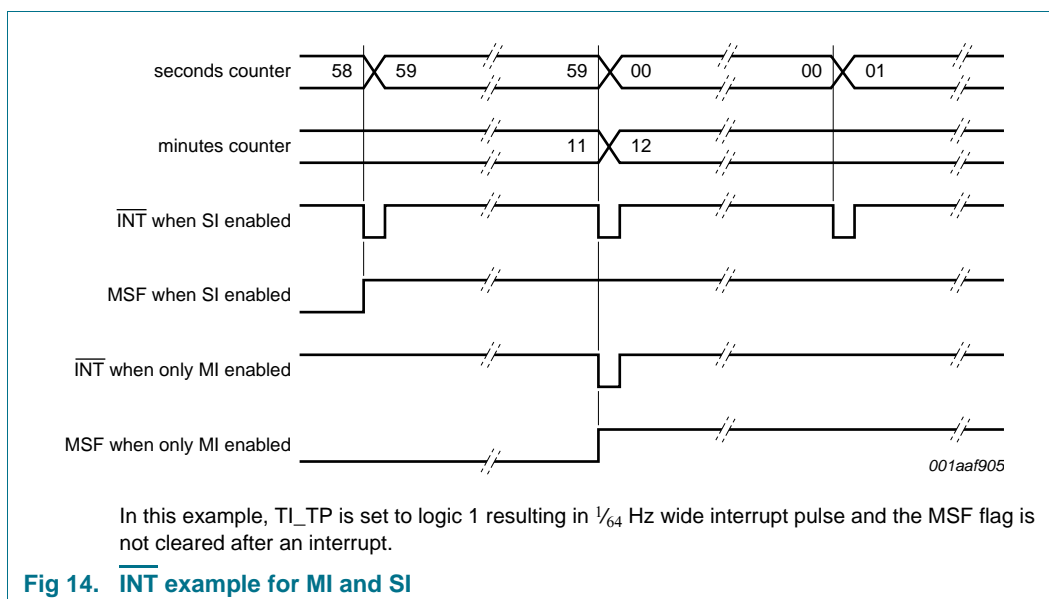 seconds counter 58 59 59 00 00 01
minutes counter 11 12
INT when SI enabled
MSF when SI enabled
INT when only MI enabled
MSF when only MI enabled
001aaf905
In this example, TI_TP is set to logic 1 resulting in 1/64 Hz wide interrupt pulse and the MSF flag is
not cleared after an interrupt.
Fig 14. INT example for MI and SI